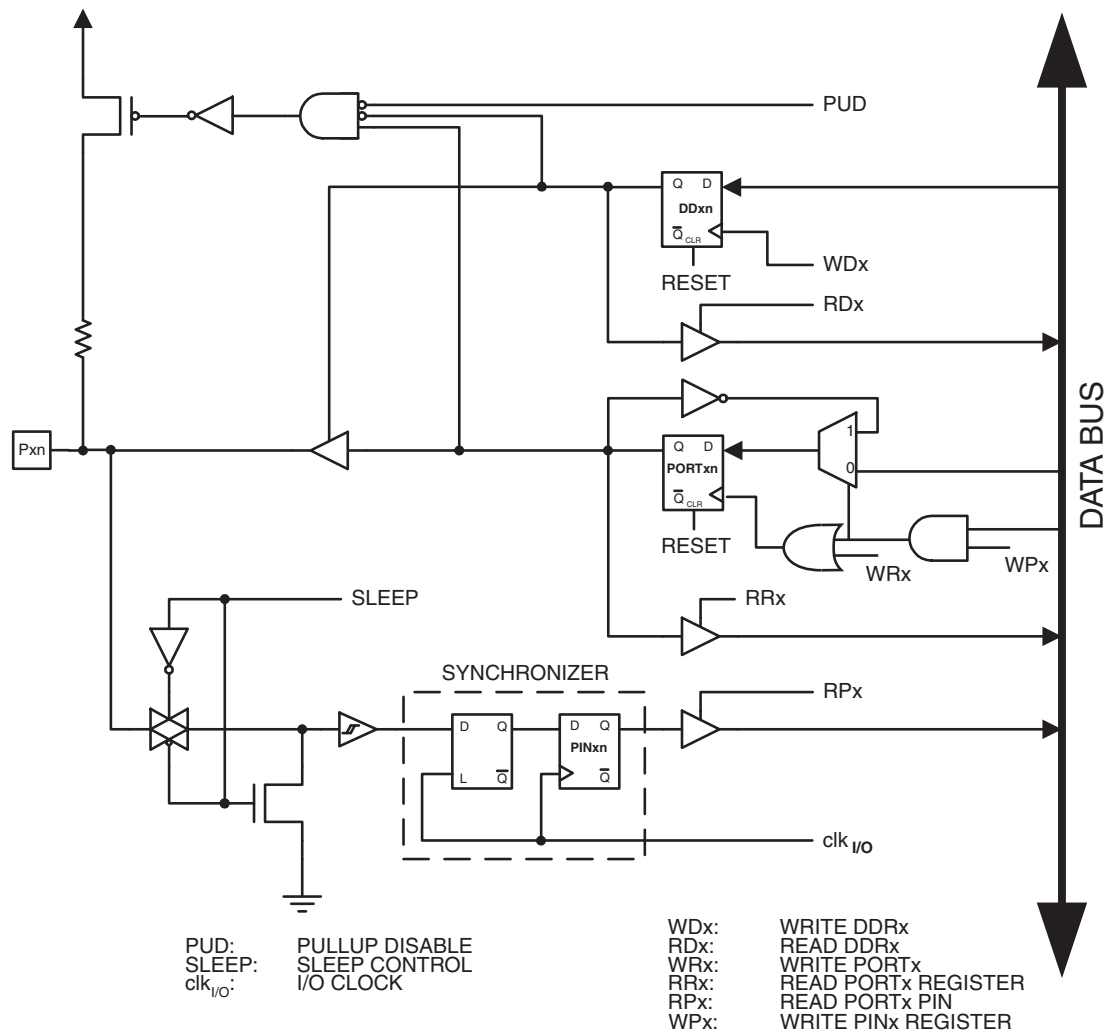 PUD
Q D
DDxn
Q CLR
WDx
RESET
RDx
DATA BUS
Pxn
1
Q D
PORTxn
0
Q CLR
RESET
WRx
WPx
SLEEP
RRx
SYNCHRONIZER
RPx
D Q
D Q
PINxn
L Q
Q
clk I/O
PUD: PULLUP DISABLE
SLEEP: SLEEP CONTROL
clkI/O: I/O CLOCK
WDx: WRITE DDRx
RDx: READ DDRx
WRx: WRITE PORTx
RRx: READ PORTx REGISTER
RPx: READ PORTx PIN
WPx: WRITE PINx REGISTER